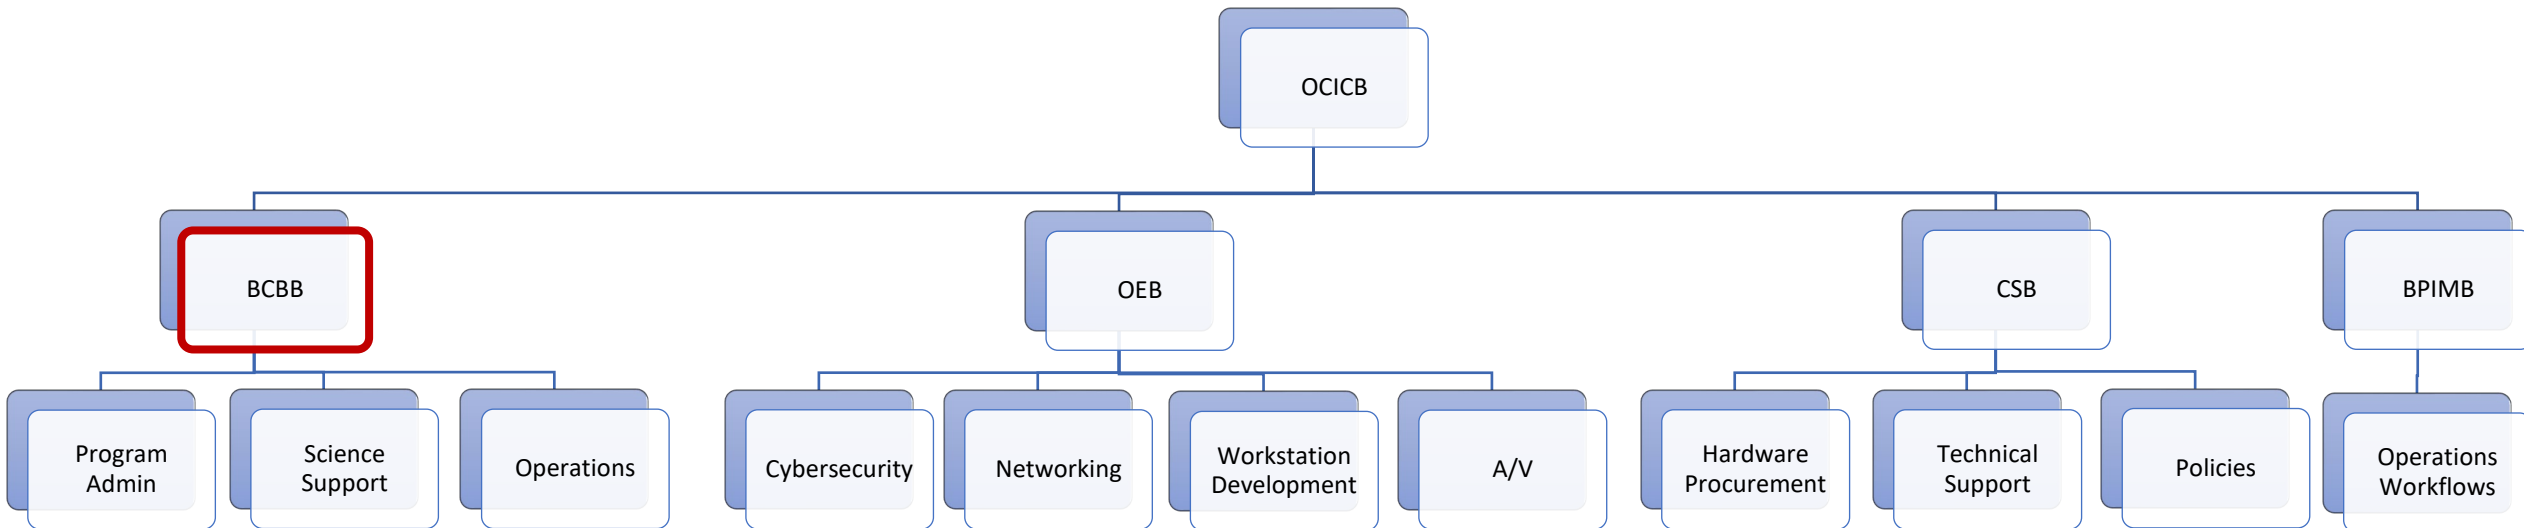 OCICB
BCBB
OEB
CSB
BPIMB
Program
Admin
Science
Support
Operations
Cybersecurity
Networking
Workstation
Development
A/V
Hardware
Procurement
Technical
Support
Policies
Operations
Workflows